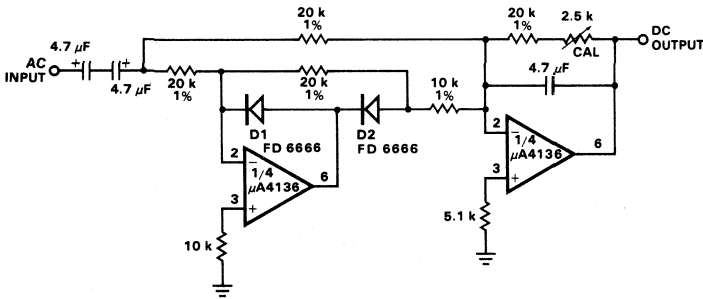 20 k
1%
20 k
1%
2.5 k
CAL
DC
OUTPUT
4.7 µF
AC
INPUT
+
+
4.7 µF
20 k
1%
20 k
1%
10 k
1%
4.7 µF
D1
FD 6666
D2
FD 6666
2
−
1/4
µA4136
6
3
+
10 k
2
−
1/4
µA4136
6
3
+
5.1 k